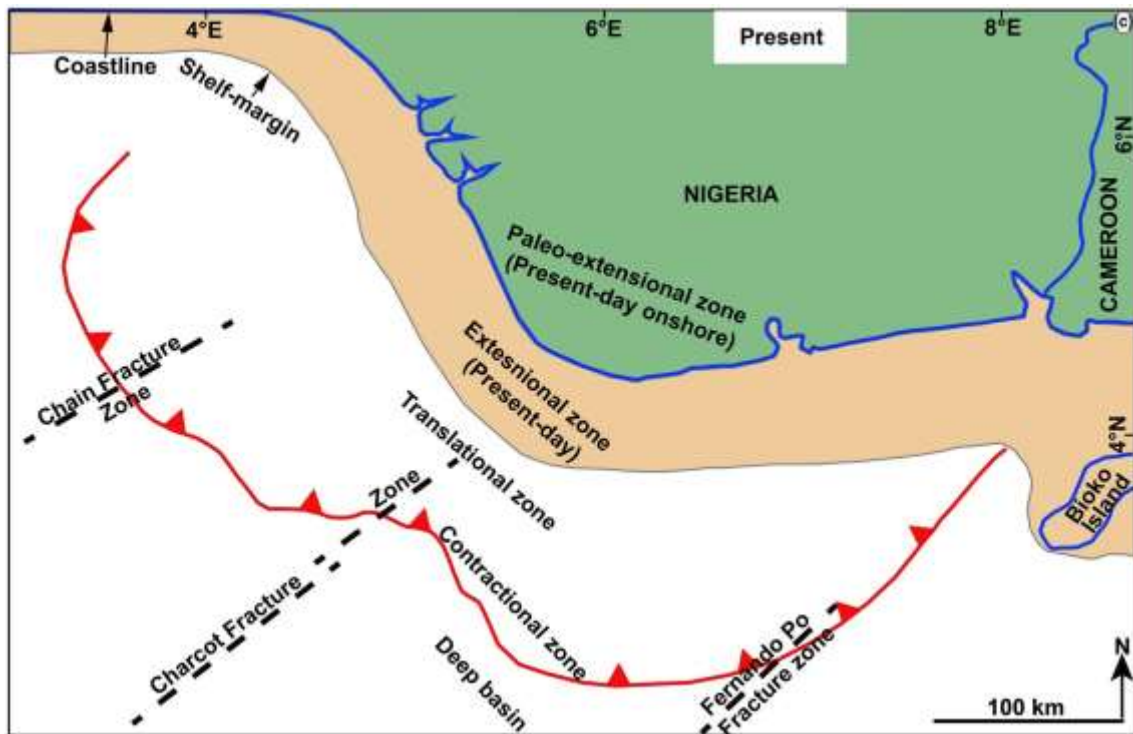 4°E
6°E
8°E
(c)
Present
Coastline
Shelf-margin
6°N
NIGERIA
CAMEROON
Paleo-extensional zone
(Present-day onshore)
Extesnional zone
(Present-day)
Chain Fracture
Zone
Translational zone
4°N
Bioko
Island
Zone
Contractional zone
Charcot Fracture
Deep basin
Fernando Po
Fracture zone
N
100 km